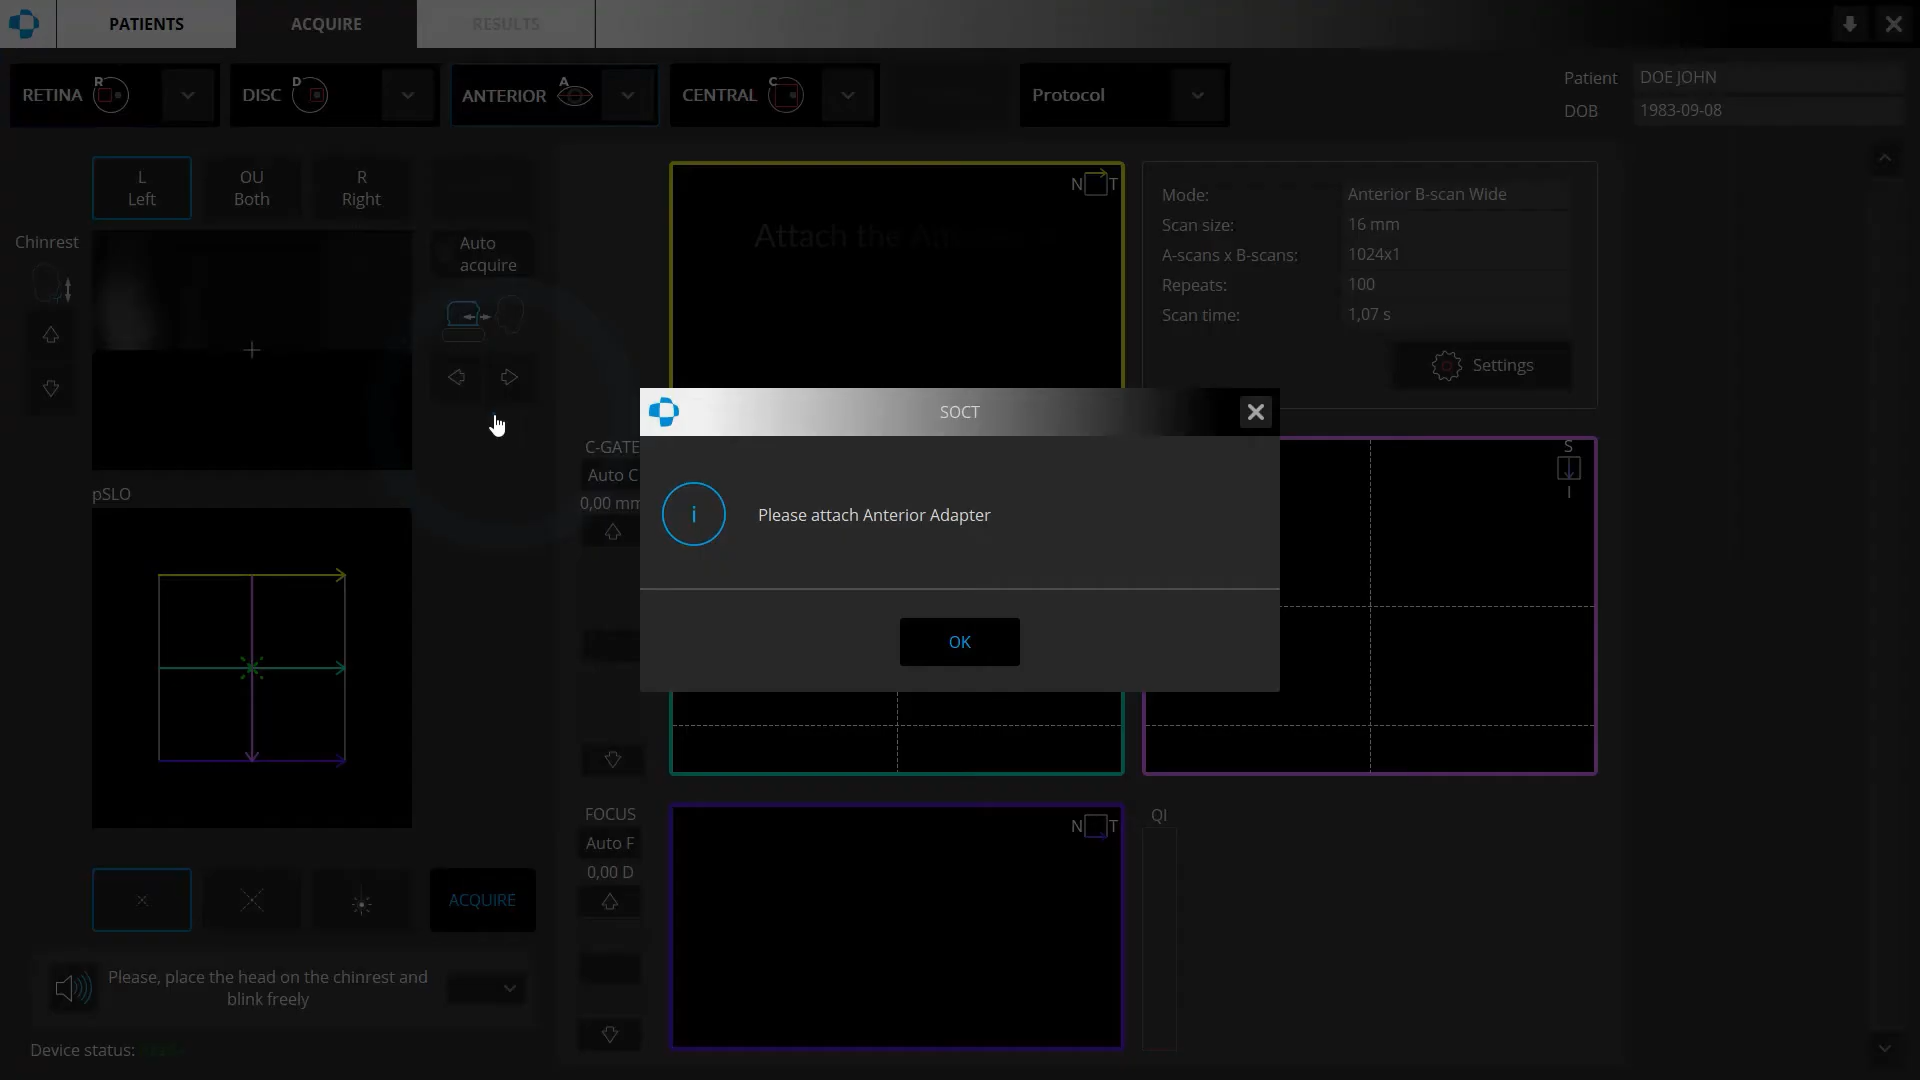 PATIENTS
ACQUIRE
RESULTS
RETINA R
DISC D
ANTERIOR A
CENTRAL C
Protocol
Patient DOE JOHN
DOB 1983-09-08
L
Left
OU
Both
R
Right
Chinrest
Auto
acquire
N T
Attach the
Mode: Anterior B-scan Wide
Scan size: 16 mm
A-scans x B-scans: 1024x1
Repeats: 100
Scan time: 1,07 s
Settings
SOCT
Please attach Anterior Adapter
OK
C-GATE
Auto C
0,00 mm
S
I
pSLO
FOCUS
Auto F
0,00 D
N T
QI
ACQUIRE
Please, place the head on the chinrest and
blink freely
Device status: